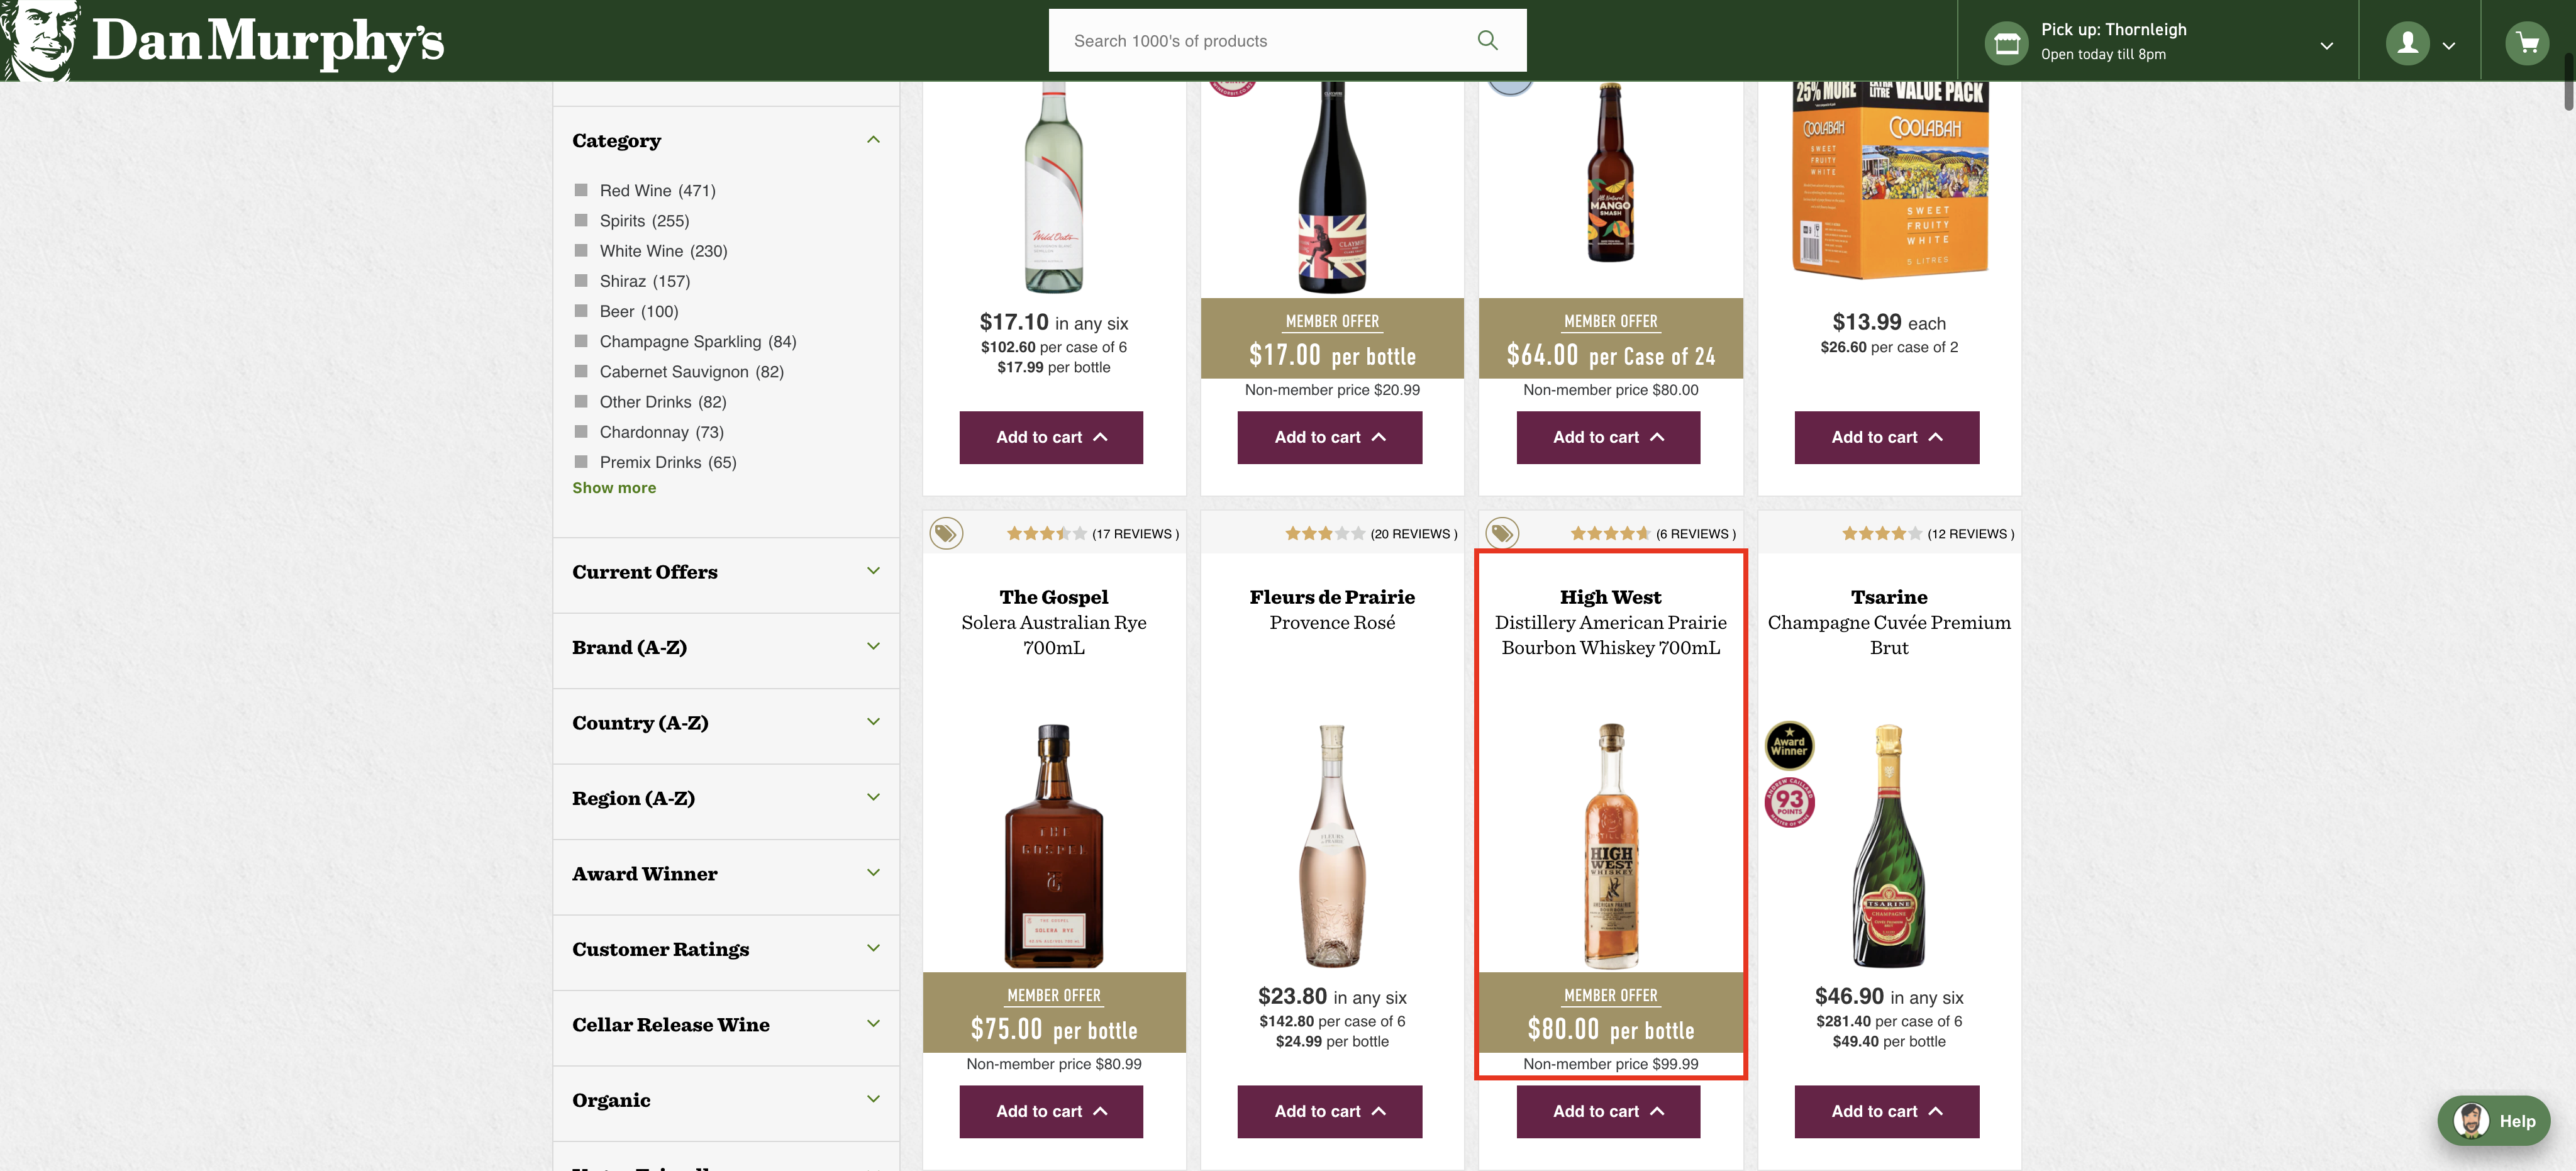 Dan Murphy's
Search 1000's of products
Pick up: Thornleigh
Open today till 8pm
Category
Red Wine (471)
Spirits (255)
White Wine (230)
Shiraz (157)
Beer (100)
Champagne Sparkling (84)
Cabernet Sauvignon (82)
Other Drinks (82)
Chardonnay (73)
Premix Drinks (65)
Show more
Current Offers
Brand (A-Z)
Country (A-Z)
Region (A-Z)
Award Winner
Customer Ratings
Cellar Release Wine
Organic
Wild Oats
$17.10 in any six
$102.60 per case of 6
$17.99 per bottle
Add to cart
MEMBER OFFER
$17.00 per bottle
Non-member price $20.99
Add to cart
All Natural
MANGO
SMASH
MEMBER OFFER
$64.00 per Case of 24
Non-member price $80.00
Add to cart
25% MORE
LITRE VALUE PACK
COOLABAH
COOLABAH
SWEET
FRUITY
WHITE
SWEET
FRUITY
WHITE
5 LITRES
$13.99 each
$26.60 per case of 2
Add to cart
(17 REVIEWS )
The Gospel
Solera Australian Rye
700mL
THE
GOSPEL
THE GOSPEL
SOLERA RYE
MEMBER OFFER
$75.00 per bottle
Non-member price $80.99
Add to cart
(20 REVIEWS )
Fleurs de Prairie
Provence Rosé
$23.80 in any six
$142.80 per case of 6
$24.99 per bottle
Add to cart
(6 REVIEWS )
High West
Distillery American Prairie
Bourbon Whiskey 700mL
HIGH
WEST
WHISKEY
AMERICAN PRAIRIE
BOURBON
MEMBER OFFER
$80.00 per bottle
Non-member price $99.99
Add to cart
(12 REVIEWS )
Tsarine
Champagne Cuvée Premium
Brut
Award
Winner
93
POINTS
TSARINE
CHAMPAGNE
$46.90 in any six
$281.40 per case of 6
$49.40 per bottle
Add to cart
Help